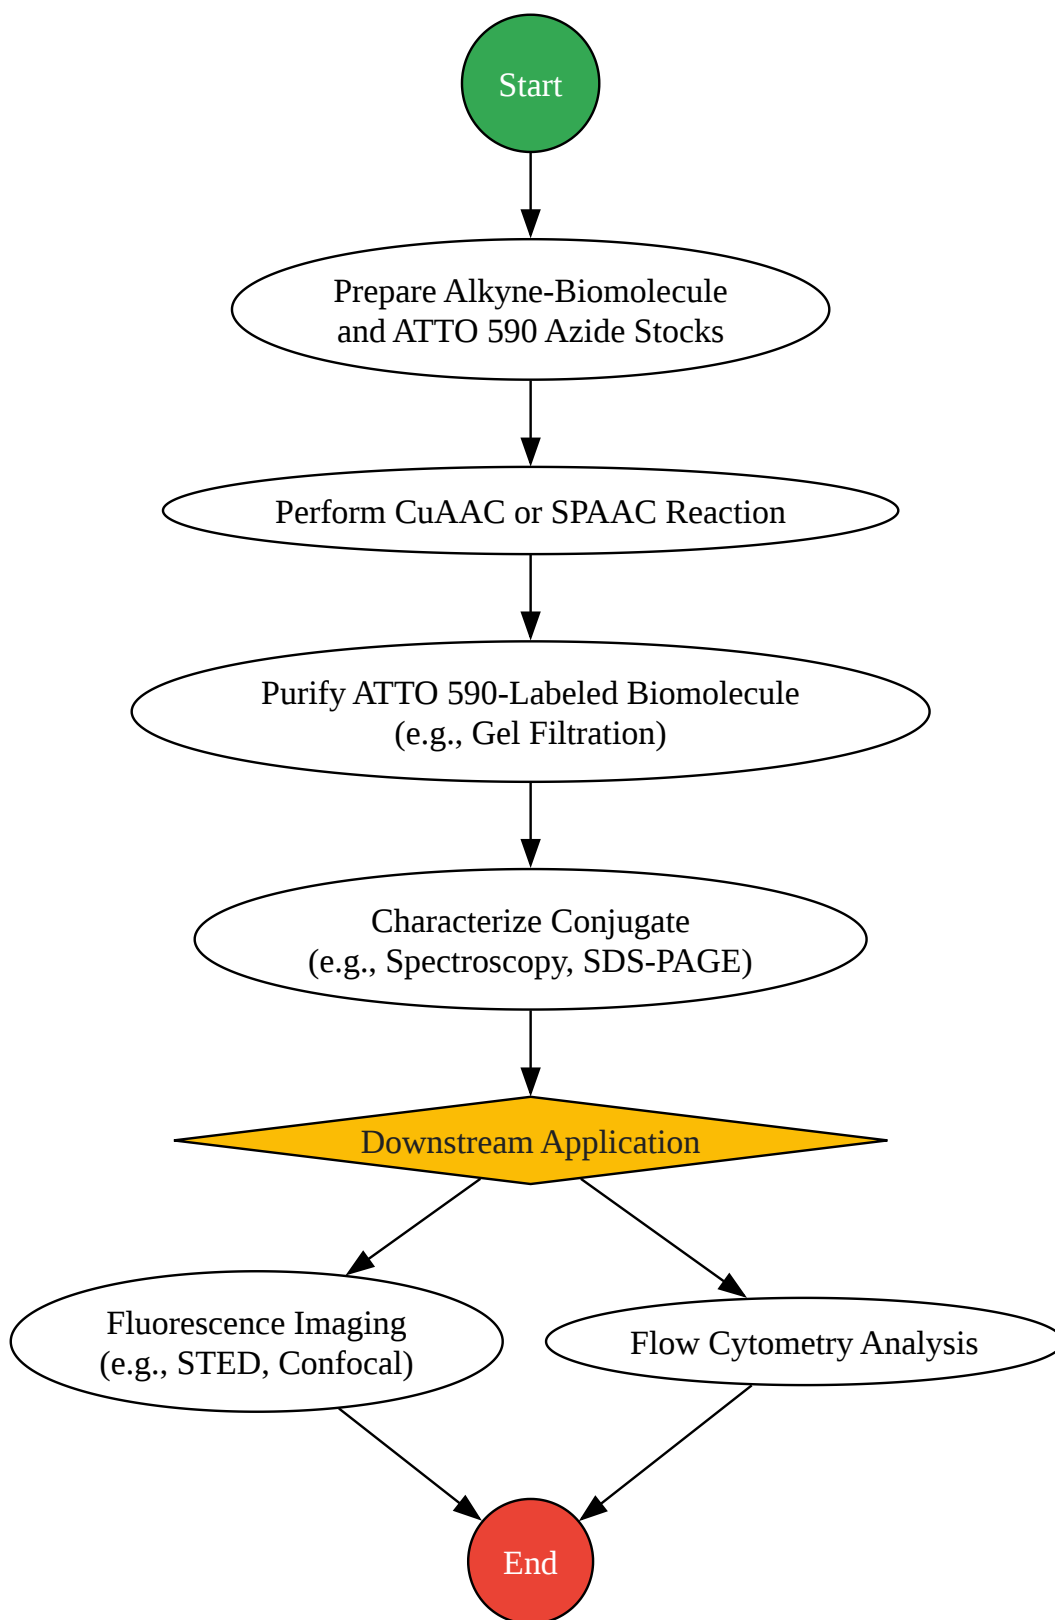 Start
Prepare Alkyne-Biomolecule
and ATTO 590 Azide Stocks
Perform CuAAC or SPAAC Reaction
Purify ATTO 590-Labeled Biomolecule
(e.g., Gel Filtration)
Characterize Conjugate
(e.g., Spectroscopy, SDS-PAGE)
Downstream Application
Fluorescence Imaging
(e.g., STED, Confocal)
Flow Cytometry Analysis
End